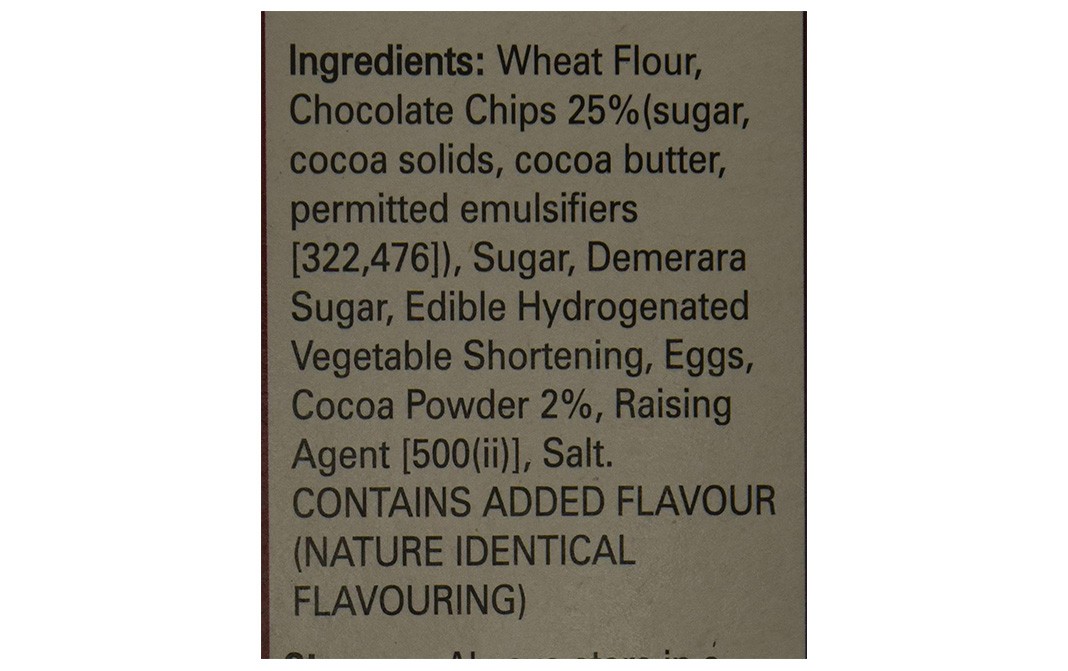 Ingredients: Wheat Flour,
Chocolate Chips 25%(sugar,
cocoa solids, cocoa butter,
permitted emulsifiers
[322,476]), Sugar, Demerara
Sugar, Edible Hydrogenated
Vegetable Shortening, Eggs,
Cocoa Powder 2%, Raising
Agent [500(ii)], Salt.
CONTAINS ADDED FLAVOUR
(NATURE IDENTICAL
FLAVOURING)